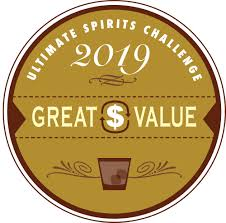 ULTIMATE SPIRITS CHALLENGE
2019
GREAT $ VALUE